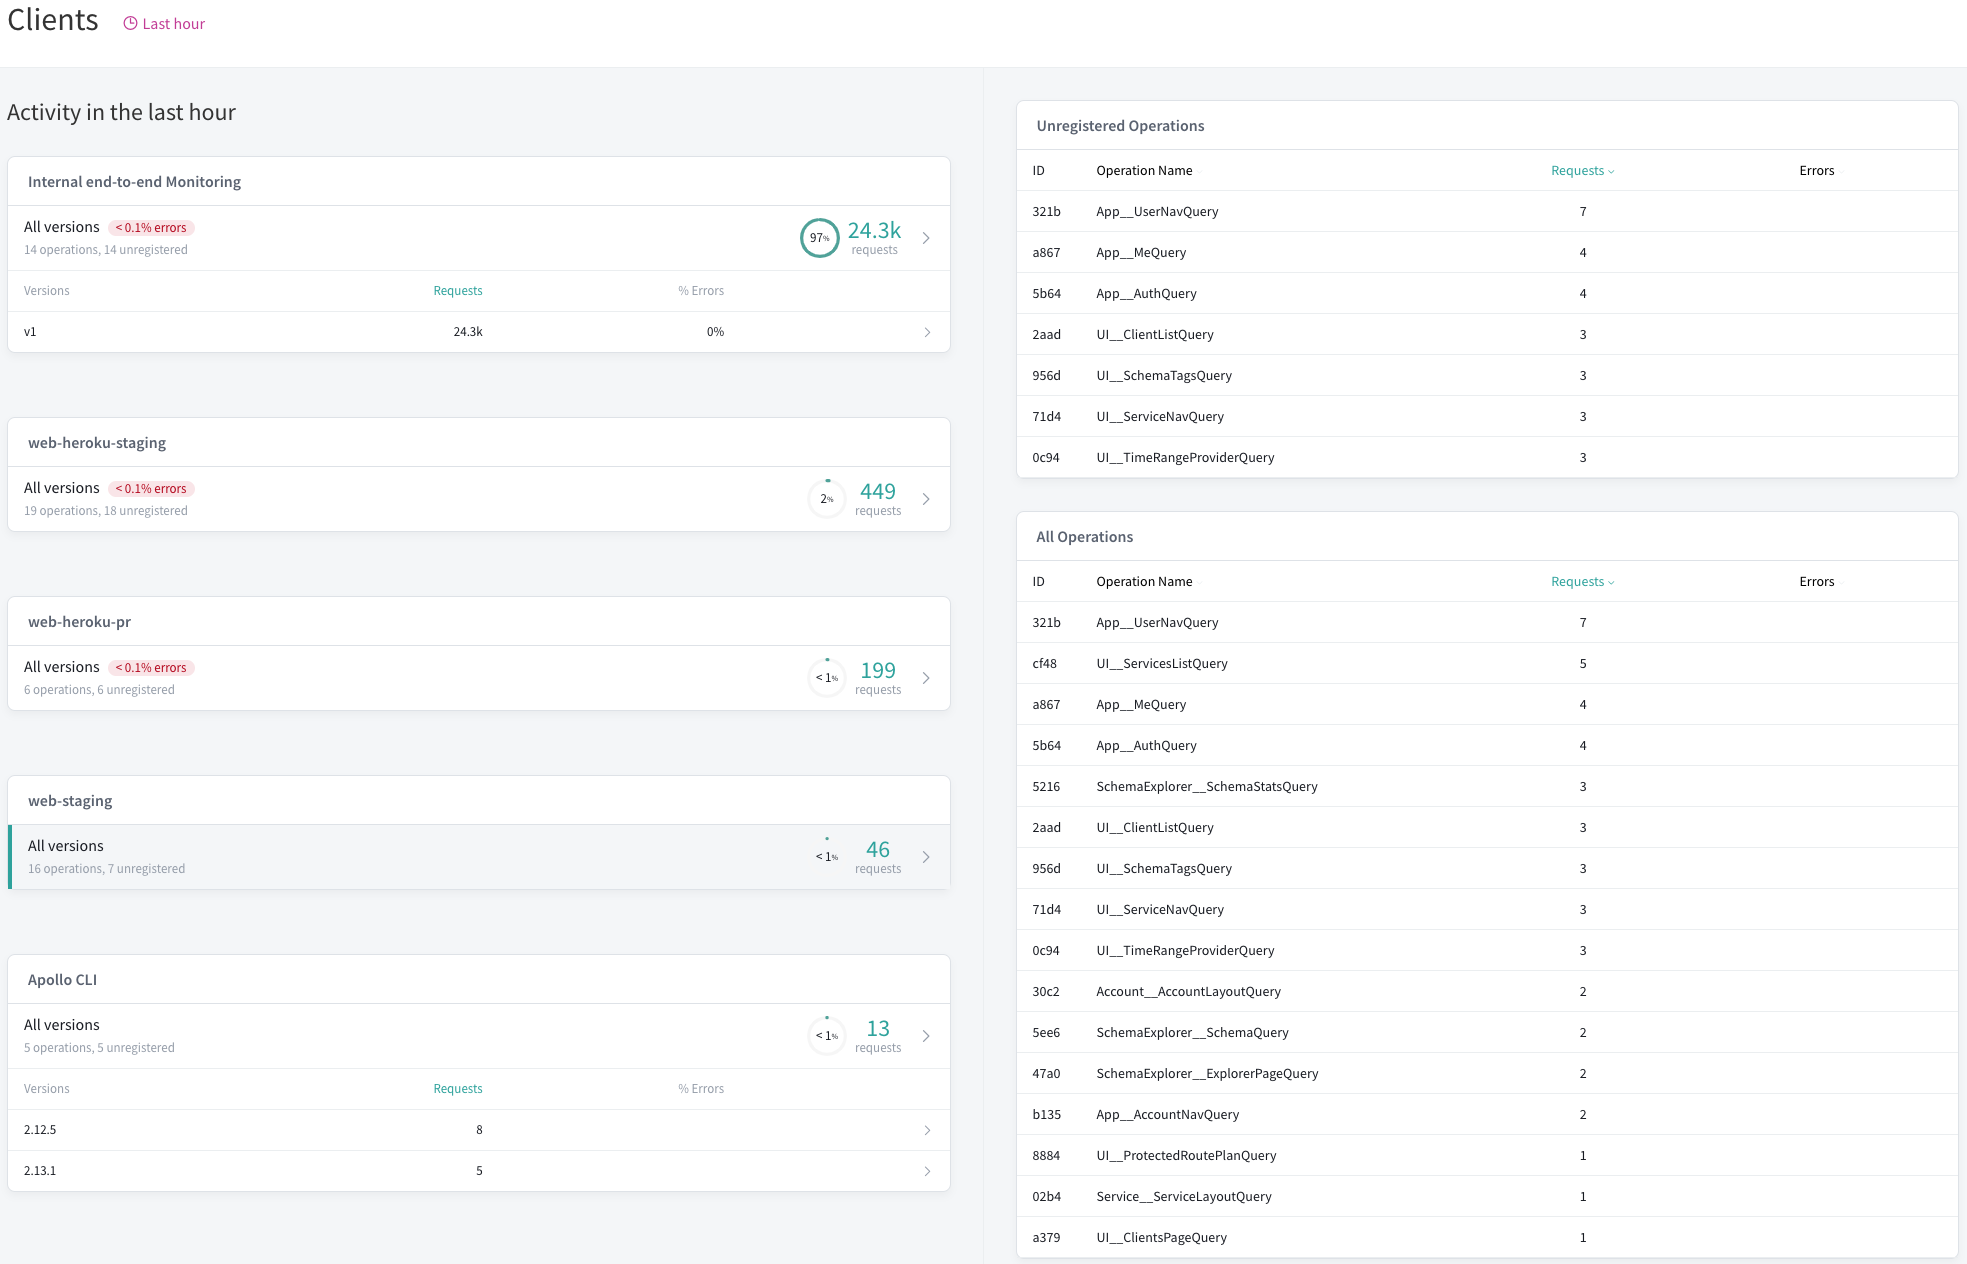 Clients
Last hour
Activity in the last hour
Internal end-to-end Monitoring
All versions < 0.1% errors
14 operations, 14 unregistered
97%
24.3k
requests
Versions Requests % Errors
v1 24.3k 0%
web-heroku-staging
All versions < 0.1% errors
19 operations, 18 unregistered
2%
449
requests
web-heroku-pr
All versions < 0.1% errors
6 operations, 6 unregistered
< 1%
199
requests
web-staging
All versions
16 operations, 7 unregistered
< 1%
46
requests
Apollo CLI
All versions
5 operations, 5 unregistered
< 1%
13
requests
Versions Requests % Errors
2.12.5 8
2.13.1 5
Unregistered Operations
ID Operation Name Requests Errors
321b App__UserNavQuery 7
a867 App__MeQuery 4
5b64 App__AuthQuery 4
2aad UI__ClientListQuery 3
956d UI__SchemaTagsQuery 3
71d4 UI__ServiceNavQuery 3
0c94 UI__TimeRangeProviderQuery 3
All Operations
ID Operation Name Requests Errors
321b App__UserNavQuery 7
cf48 UI__ServicesListQuery 5
a867 App__MeQuery 4
5b64 App__AuthQuery 4
5216 SchemaExplorer__SchemaStatsQuery 3
2aad UI__ClientListQuery 3
956d UI__SchemaTagsQuery 3
71d4 UI__ServiceNavQuery 3
0c94 UI__TimeRangeProviderQuery 3
30c2 Account__AccountLayoutQuery 2
5ee6 SchemaExplorer__SchemaQuery 2
47a0 SchemaExplorer__ExplorerPageQuery 2
b135 App__AccountNavQuery 2
8884 UI__ProtectedRoutePlanQuery 1
02b4 Service__ServiceLayoutQuery 1
a379 UI__ClientsPageQuery 1